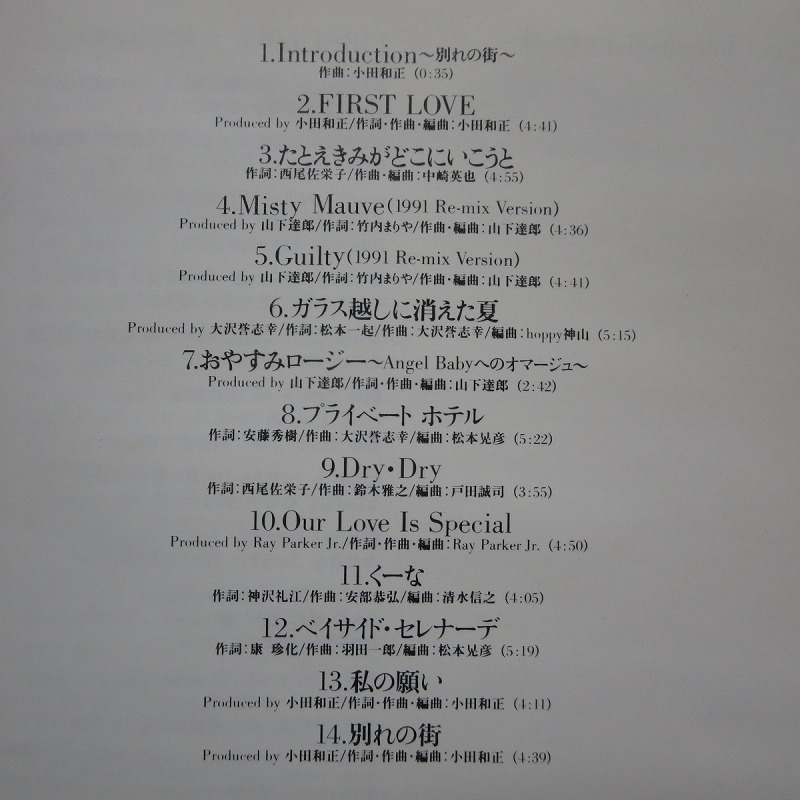 1.Introduction〜別れの街〜
作曲:小田和正 (0:35)
2.FIRST LOVE
Produced by 小田和正/作詞・作曲・編曲:小田和正 (4:41)
3.たとえきみがどこにいこうと
作詞:西尾佐栄子/作曲・編曲:中崎英也 (4:55)
4.Misty Mauve(1991 Re-mix Version)
Produced by 山下達郎/作詞:竹内まりや/作曲・編曲:山下達郎 (4:36)
5.Guilty(1991 Re-mix Version)
Produced by 山下達郎/作詞:竹内まりや/作曲・編曲:山下達郎 (4:41)
6.ガラス越しに消えた夏
Produced by 大沢誉志幸/作詞:松本一起/作曲:大沢誉志幸/編曲:hoppy神山 (5:15)
7.おやすみロージー〜Angel Babyへのオマージュ〜
Produced by 山下達郎/作詞・作曲・編曲:山下達郎 (2:42)
8.プライベート ホテル
作詞:安藤秀樹/作曲:大沢誉志幸/編曲:松本晃彦 (5:22)
9.Dry・Dry
作詞:西尾佐栄子/作曲:鈴木雅之/編曲:戸田誠司 (3:55)
10.Our Love Is Special
Produced by Ray Parker Jr./作詞・作曲・編曲:Ray Parker Jr. (4:50)
11.くーな
作詞:神沢礼江/作曲:安部恭弘/編曲:清水信之 (4:05)
12.ベイサイド・セレナーデ
作詞:康 珍化/作曲:羽田一郎/編曲:松本晃彦 (5:19)
13.私の願い
Produced by 小田和正/作詞・作曲・編曲:小田和正 (4:11)
14.別れの街
Produced by 小田和正/作詞・作曲・編曲:小田和正 (4:39)